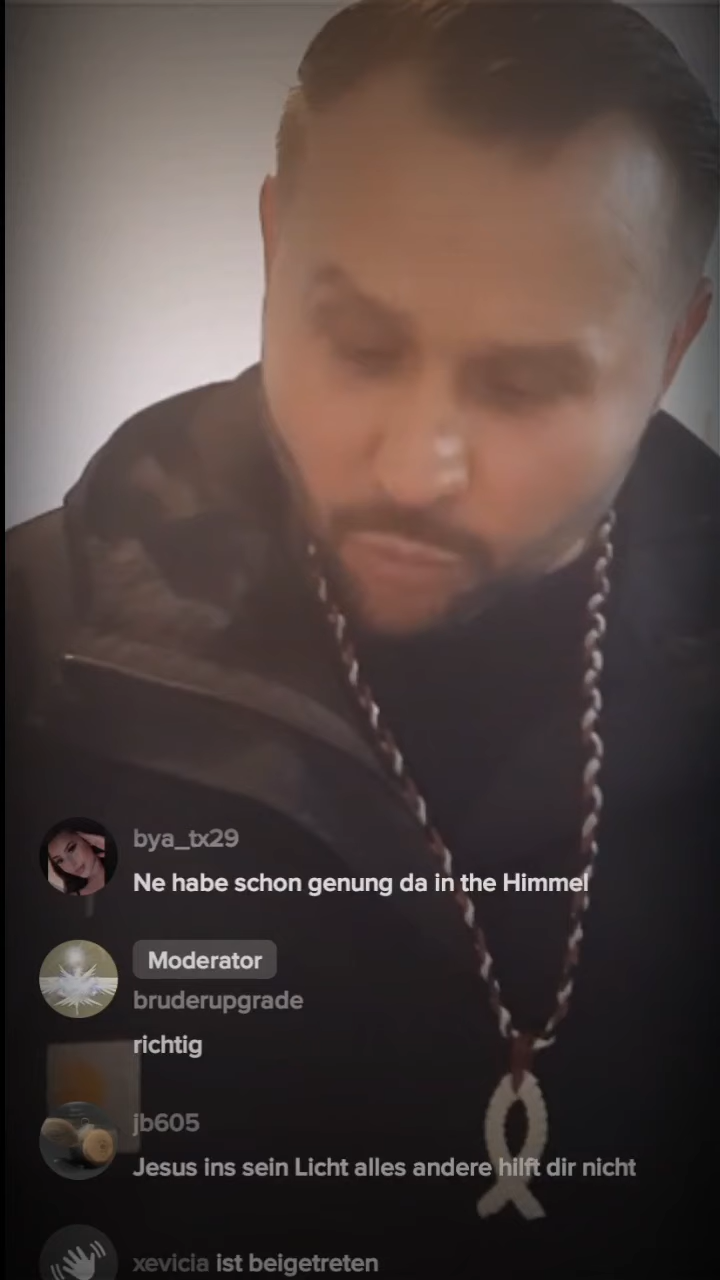 bya_tx29
Ne habe schon genung da in the Himmel
Moderator
bruderupgrade
richtig
jb605
Jesus ins sein Licht alles andere hilft dir nicht
xevicia ist beigetreten